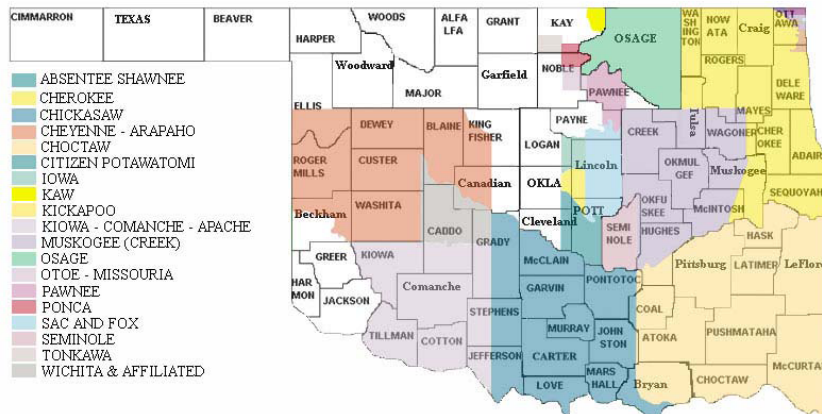 CIMMARRON
TEXAS
BEAVER
HARPER
WOODS
ALFA
LFA
GRANT
KAY
OSAGE
WA
SH
INGTON
NOW
ATA
Craig
OTT
AWA
Woodward
MAJOR
Garfield
NOBLE
PAWNEE
ROGERS
MAYES
DELE
WARE
ELLIS
ROGER
MILLS
DEWEY
CUSTER
BLAINE
KING
FISHER
LOGAN
PAYNE
CREEK
Tulsa
WAGONER
CHER
OKEE
ADAIR
Beckham
WASHITA
Canadian
OKLA
Lincoln
OKMUL
GEE
Muskogee
SEQUOYAH
CADDO
GRADY
Cleveland
POTT
SEMI
NOLE
OKFU
SKEE
HUGHES
McINTOSH
GREER
KIOWA
HAR
MON
JACKSON
Comanche
McCLAIN
GARVIN
PONTOTOC
Pittsburg
HASK
LATIMER
LeFlore
TILLMAN
COTTON
STEPHENS
JEFFERSON
MURRAY
JOHN
STON
CARTER
LOVE
MARS
HALL
COAL
ATOKA
Bryan
PUSHMATAHA
CHOCTAW
McCURTAI
ABSENTEE SHAWNEE
CHEROKEE
CHICKASAW
CHEYENNE - ARAPAHO
CHOCTAW
CITIZEN POTAWATOMI
IOWA
KAW
KICKAPOO
KIOWA - COMANCHE - APACHE
MUSKOGEE (CREEK)
OSAGE
OTOE - MISSOURIA
PAWNEE
PONCA
SAC AND FOX
SEMINOLE
TONKAWA
WICHITA & AFFILIATED